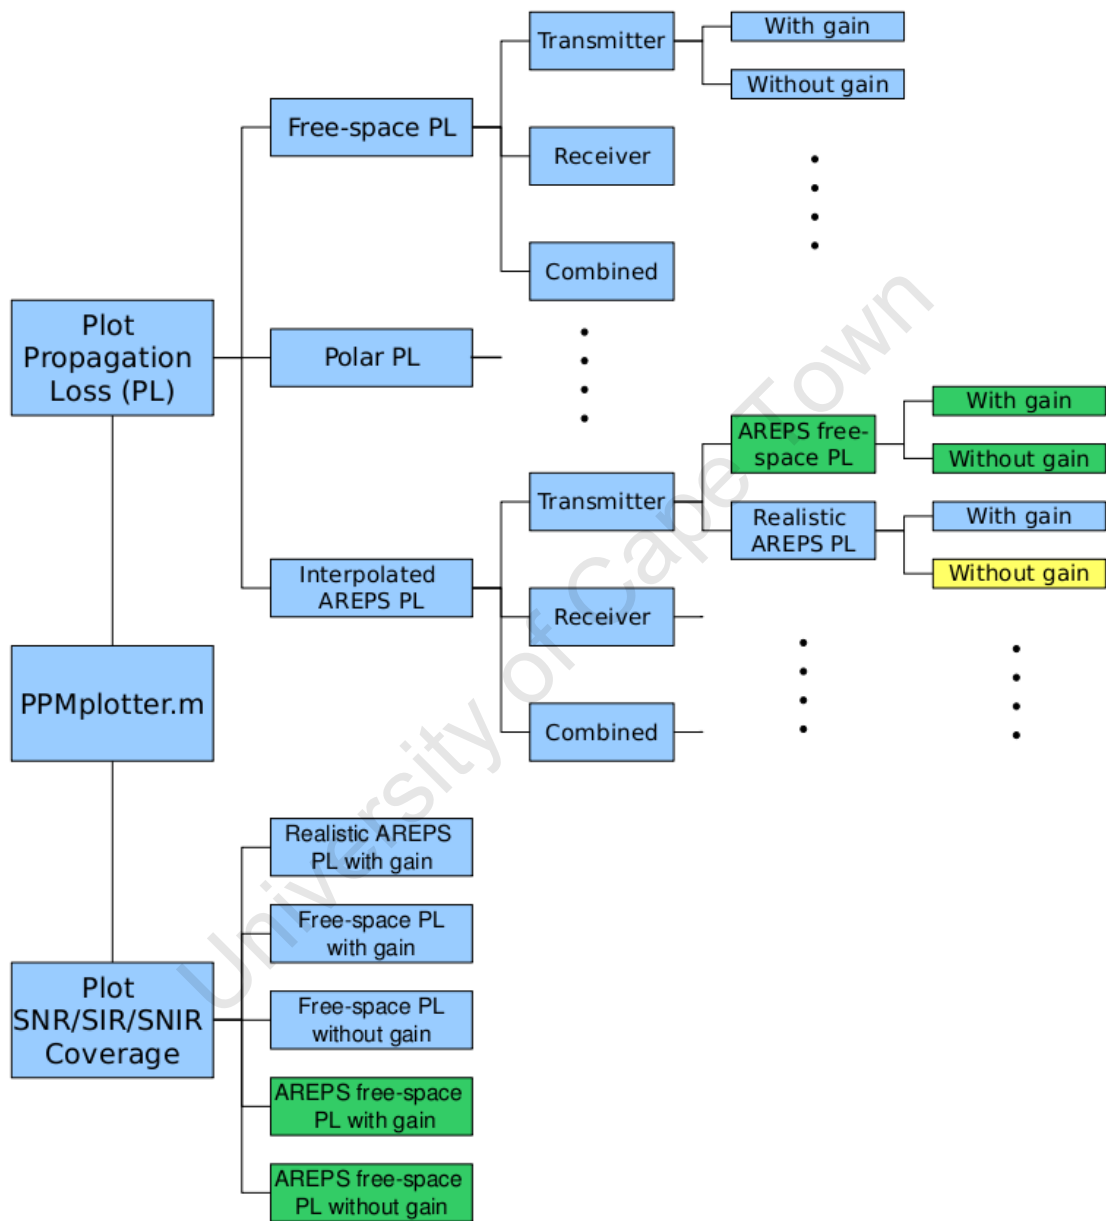 Transmitter
With gain
Without gain
Free-space PL
Receiver
Combined
Plot
Propagation
Loss (PL)
Polar PL
With gain
AREPS free-
space PL
Without gain
Transmitter
Realistic
AREPS PL
With gain
Without gain
Interpolated
AREPS PL
Receiver
PPMplotter.m
Combined
Realistic AREPS
PL with gain
Free-space PL
with gain
Plot
SNR/SIR/SNIR
Coverage
Free-space PL
without gain
AREPS free-space
PL with gain
AREPS free-space
PL without gain
University of Cape Town